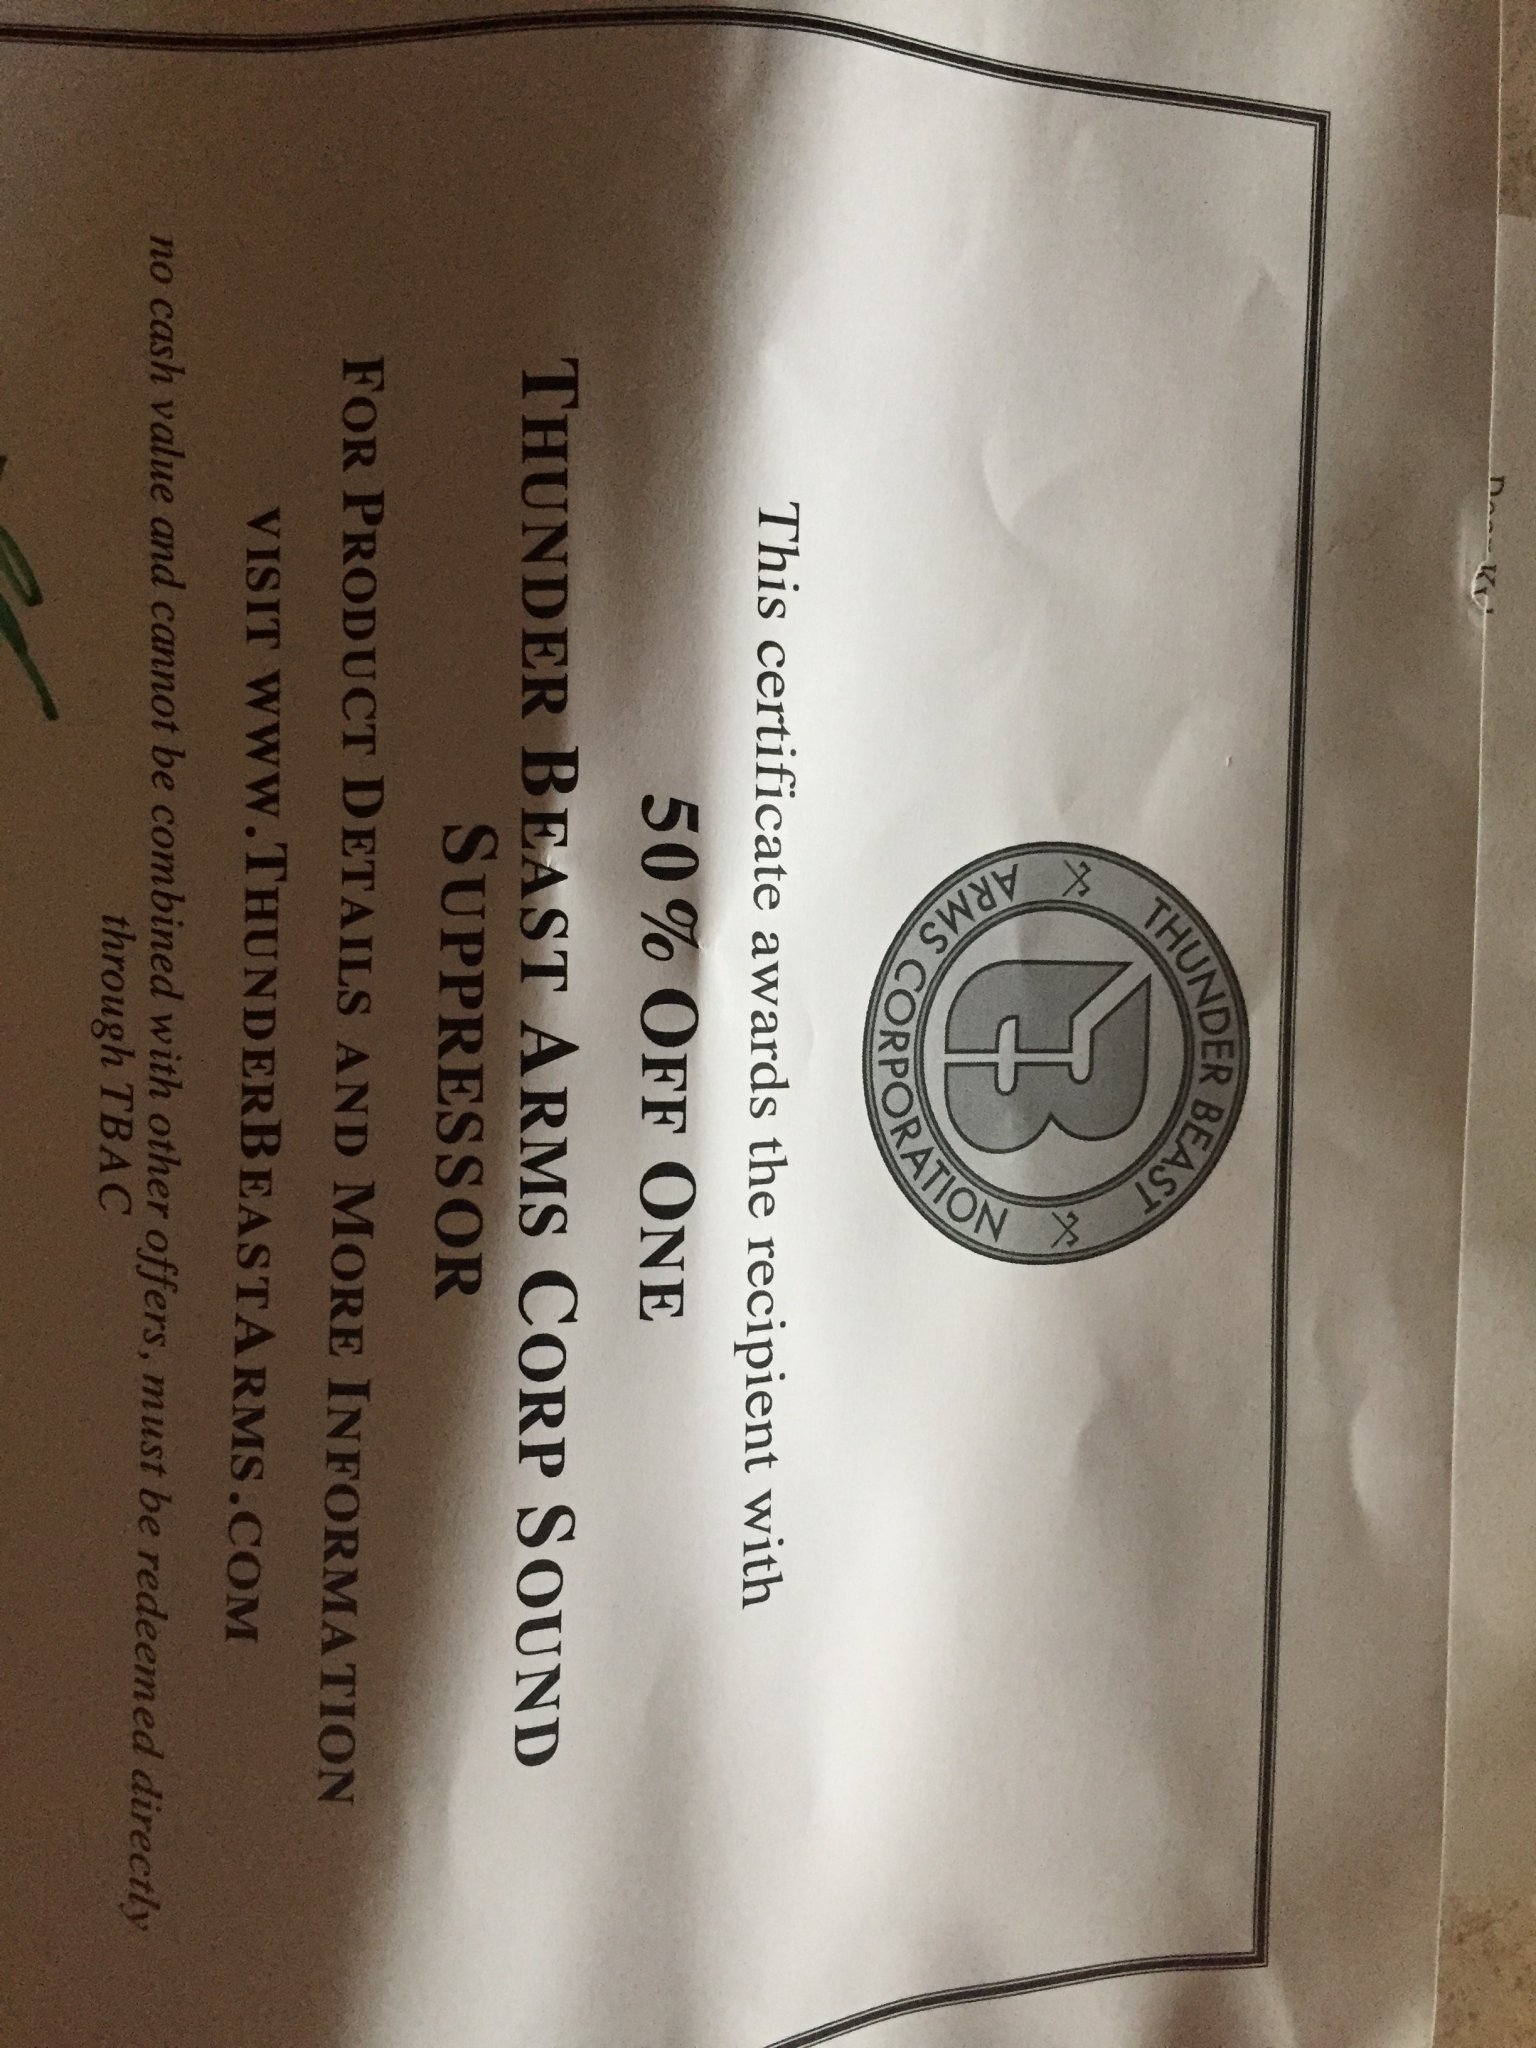 THUNDER BEAST
ARMS CORPORATION
This certificate awards the recipient with
50% OFF ONE
THUNDER BEAST ARMS CORP SOUND
SUPPRESSOR
FOR PRODUCT DETAILS AND MORE INFORMATION
VISIT WWW.THUNDERBEASTARMS.COM
no cash value and cannot be combined with other offers, must be redeemed directly
through TBAC